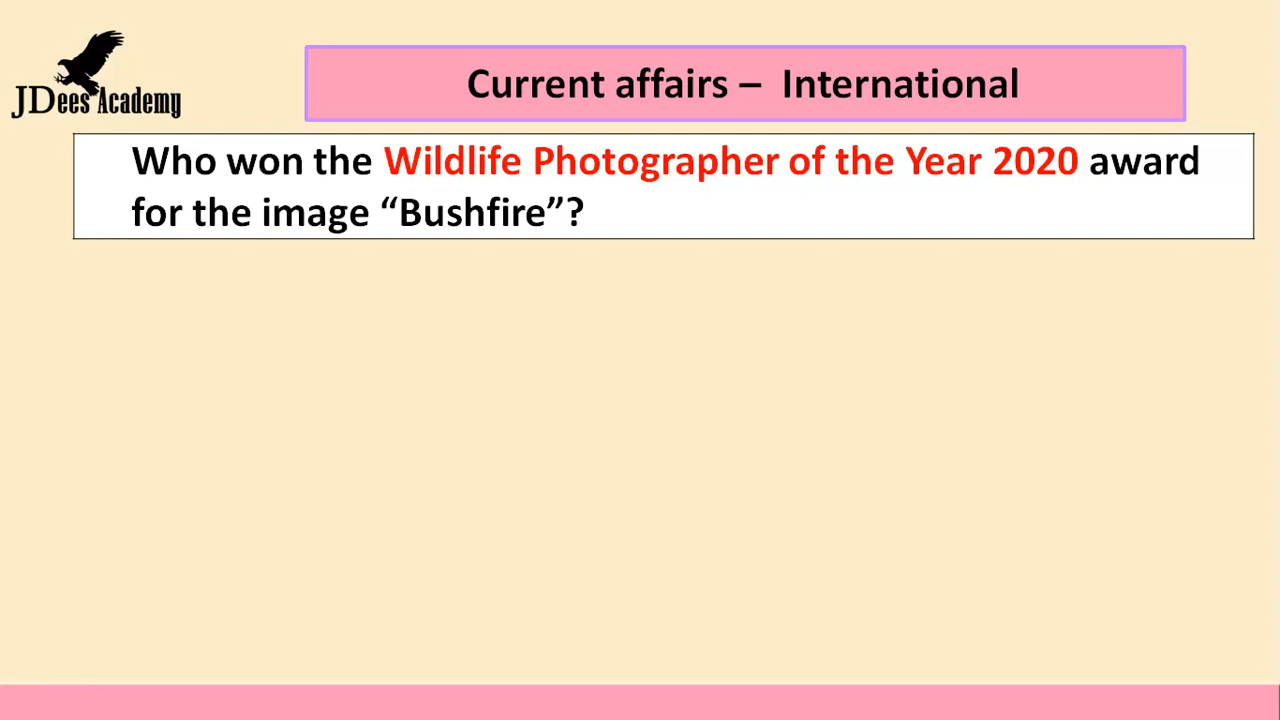 JDees Academy
Current affairs – International
Who won the Wildlife Photographer of the Year 2020 award
for the image “Bushfire”?